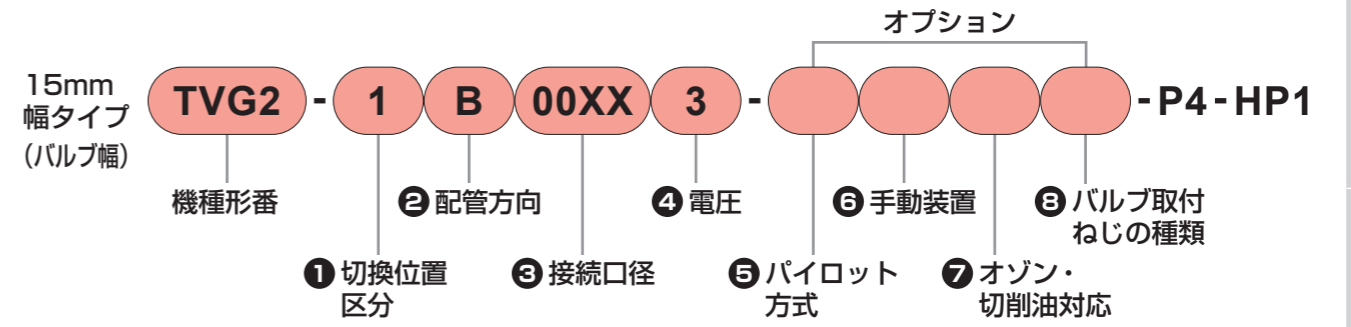 オプション
15mm
幅タイプ
(バルブ幅)
TVG2 - 1 B 00XX 3 - - P4 - HP1
機種形番
❷配管方向
❹電圧
❻手動装置
❽バルブ取付
ねじの種類
❶切換位置
区分
❸接続口径
❺パイロット
方式
❼オゾン・
切削油対応